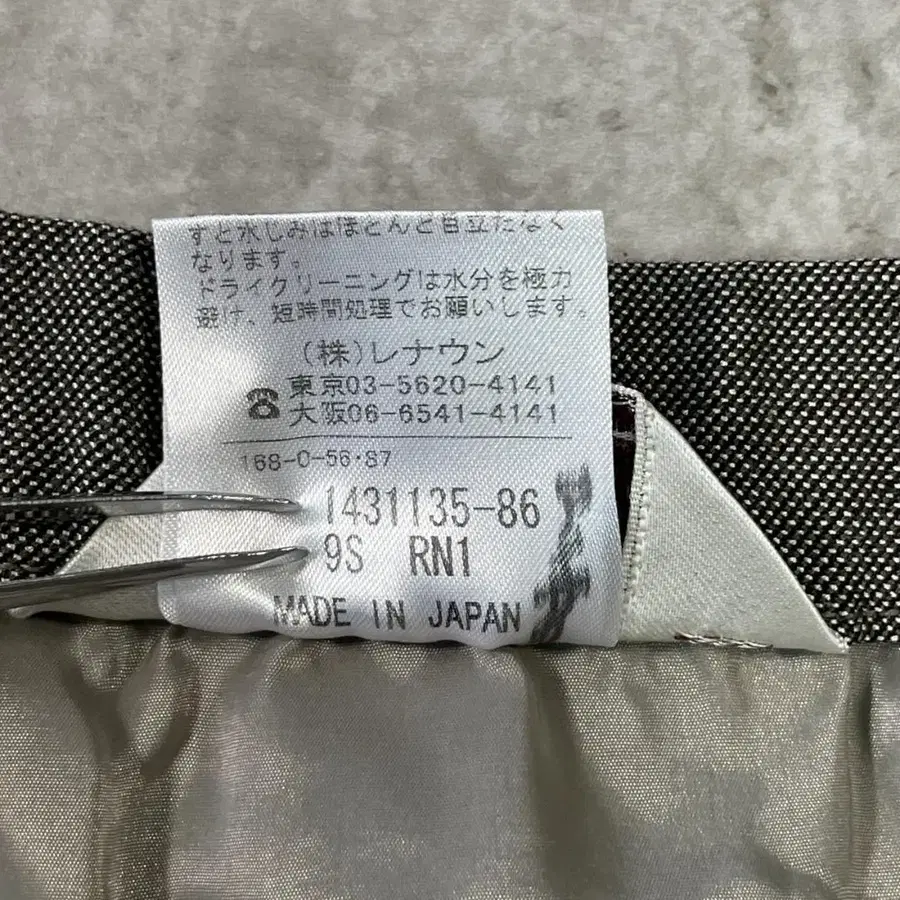 すと水じみはほとんど目立たなく
なります。
ドライクリーニングは水分を極力
避け、短時間処理でお願いします。
(株)レナウン
☎東京03-5620-4141
大阪06-6541-4141
168-0-56・87
1431135-86
9S RN1
MADE IN JAPAN